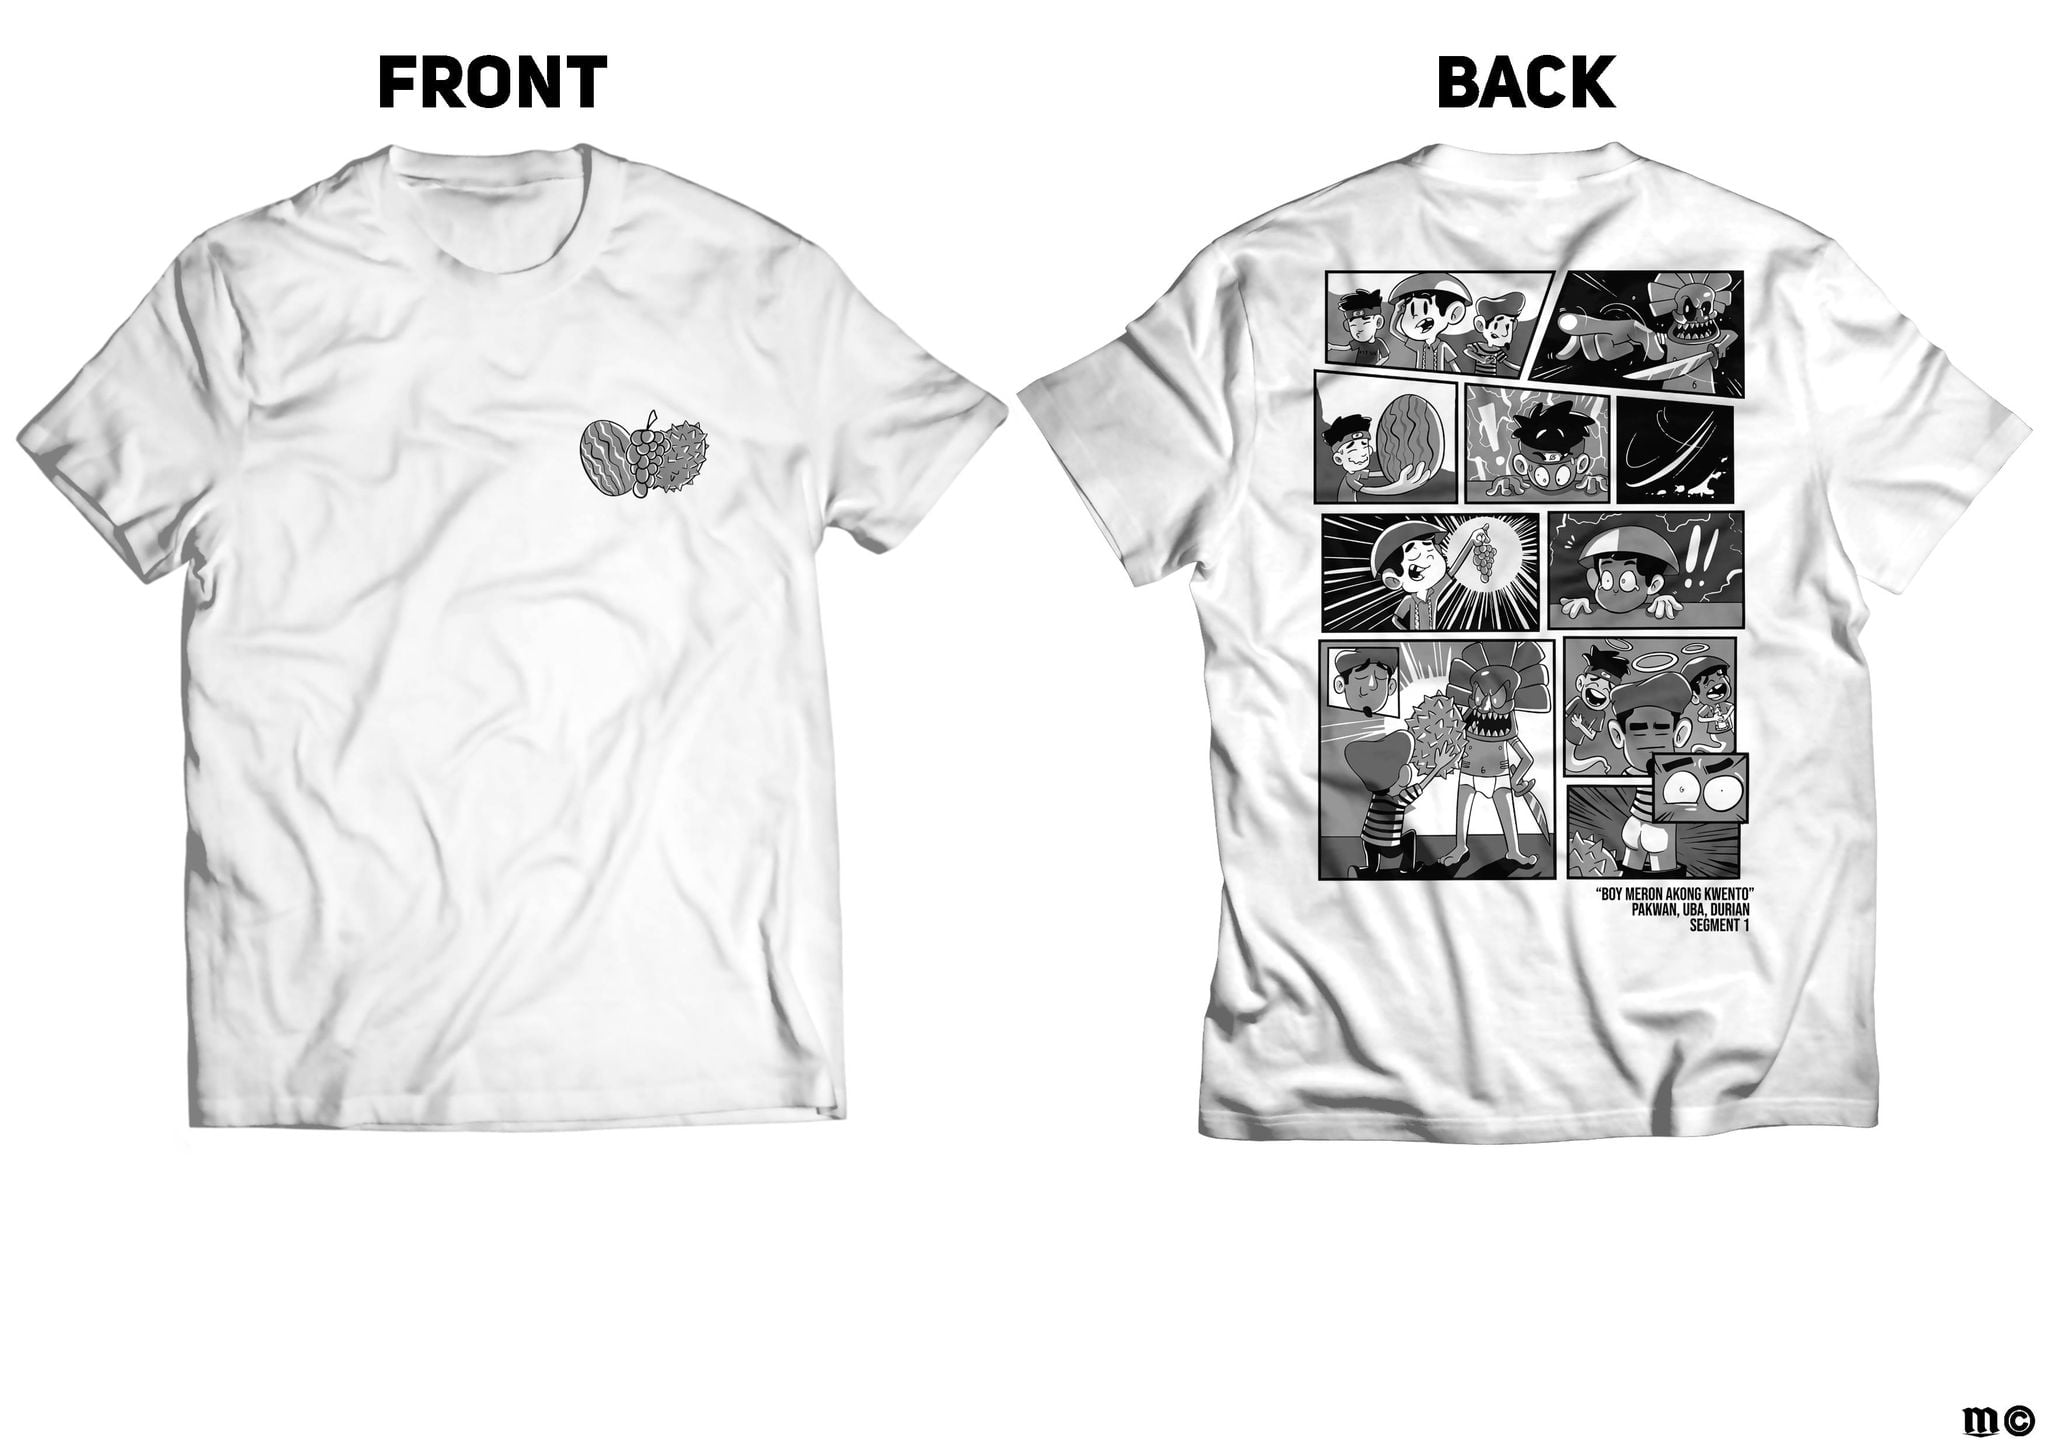 FRONT
BACK
“BOY MERON AKONG KWENTO”
PAKWAN, UBA, DURIAN
SEGMENT 1
m©